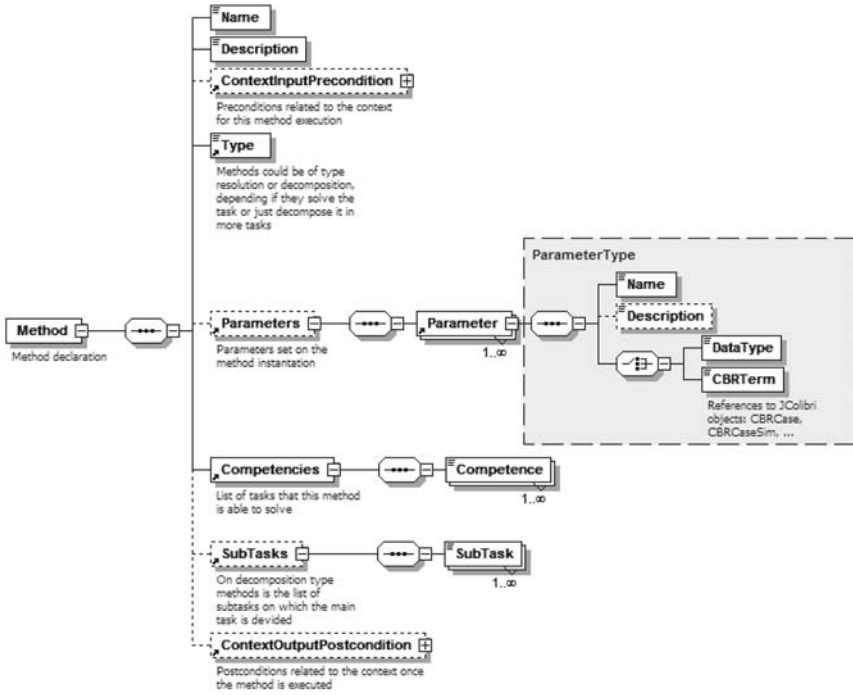 Name
Description
ContextInputPrecondition
Preconditions related to the context
for this method execution
Type
Methods could be of type
resolution or decomposition,
depending if they solve the
task or just decompose it in
more tasks
ParameterType
Name
Method
Method declaration
Parameters
Parameters set on the
method instantation
Parameter
1..∞
Description
DataType
CBRTerm
References to JColibri
objects: CBRCase,
CBRCaseSim, ...
Competencies
List of tasks that this method
is able to solve
Competence
1..∞
SubTasks
On decomposition type
methods is the list of
subtasks on which the main
task is devided
SubTask
1..∞
ContextOutputPostcondition
Postconditions related to the context once
the method is executed